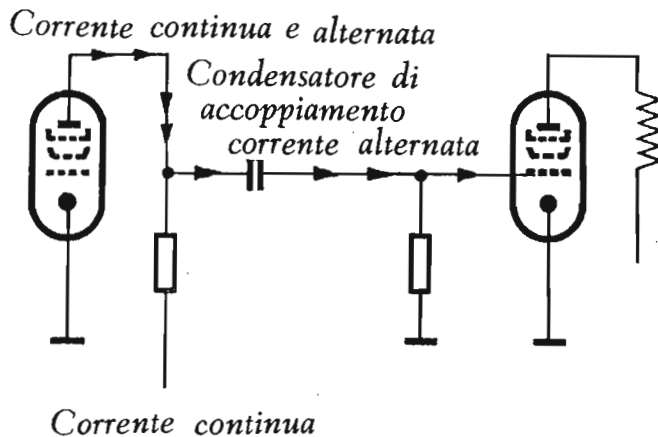 Corrente continua e alternata
Condensatore di
accoppiamento
corrente alternata
Corrente continua